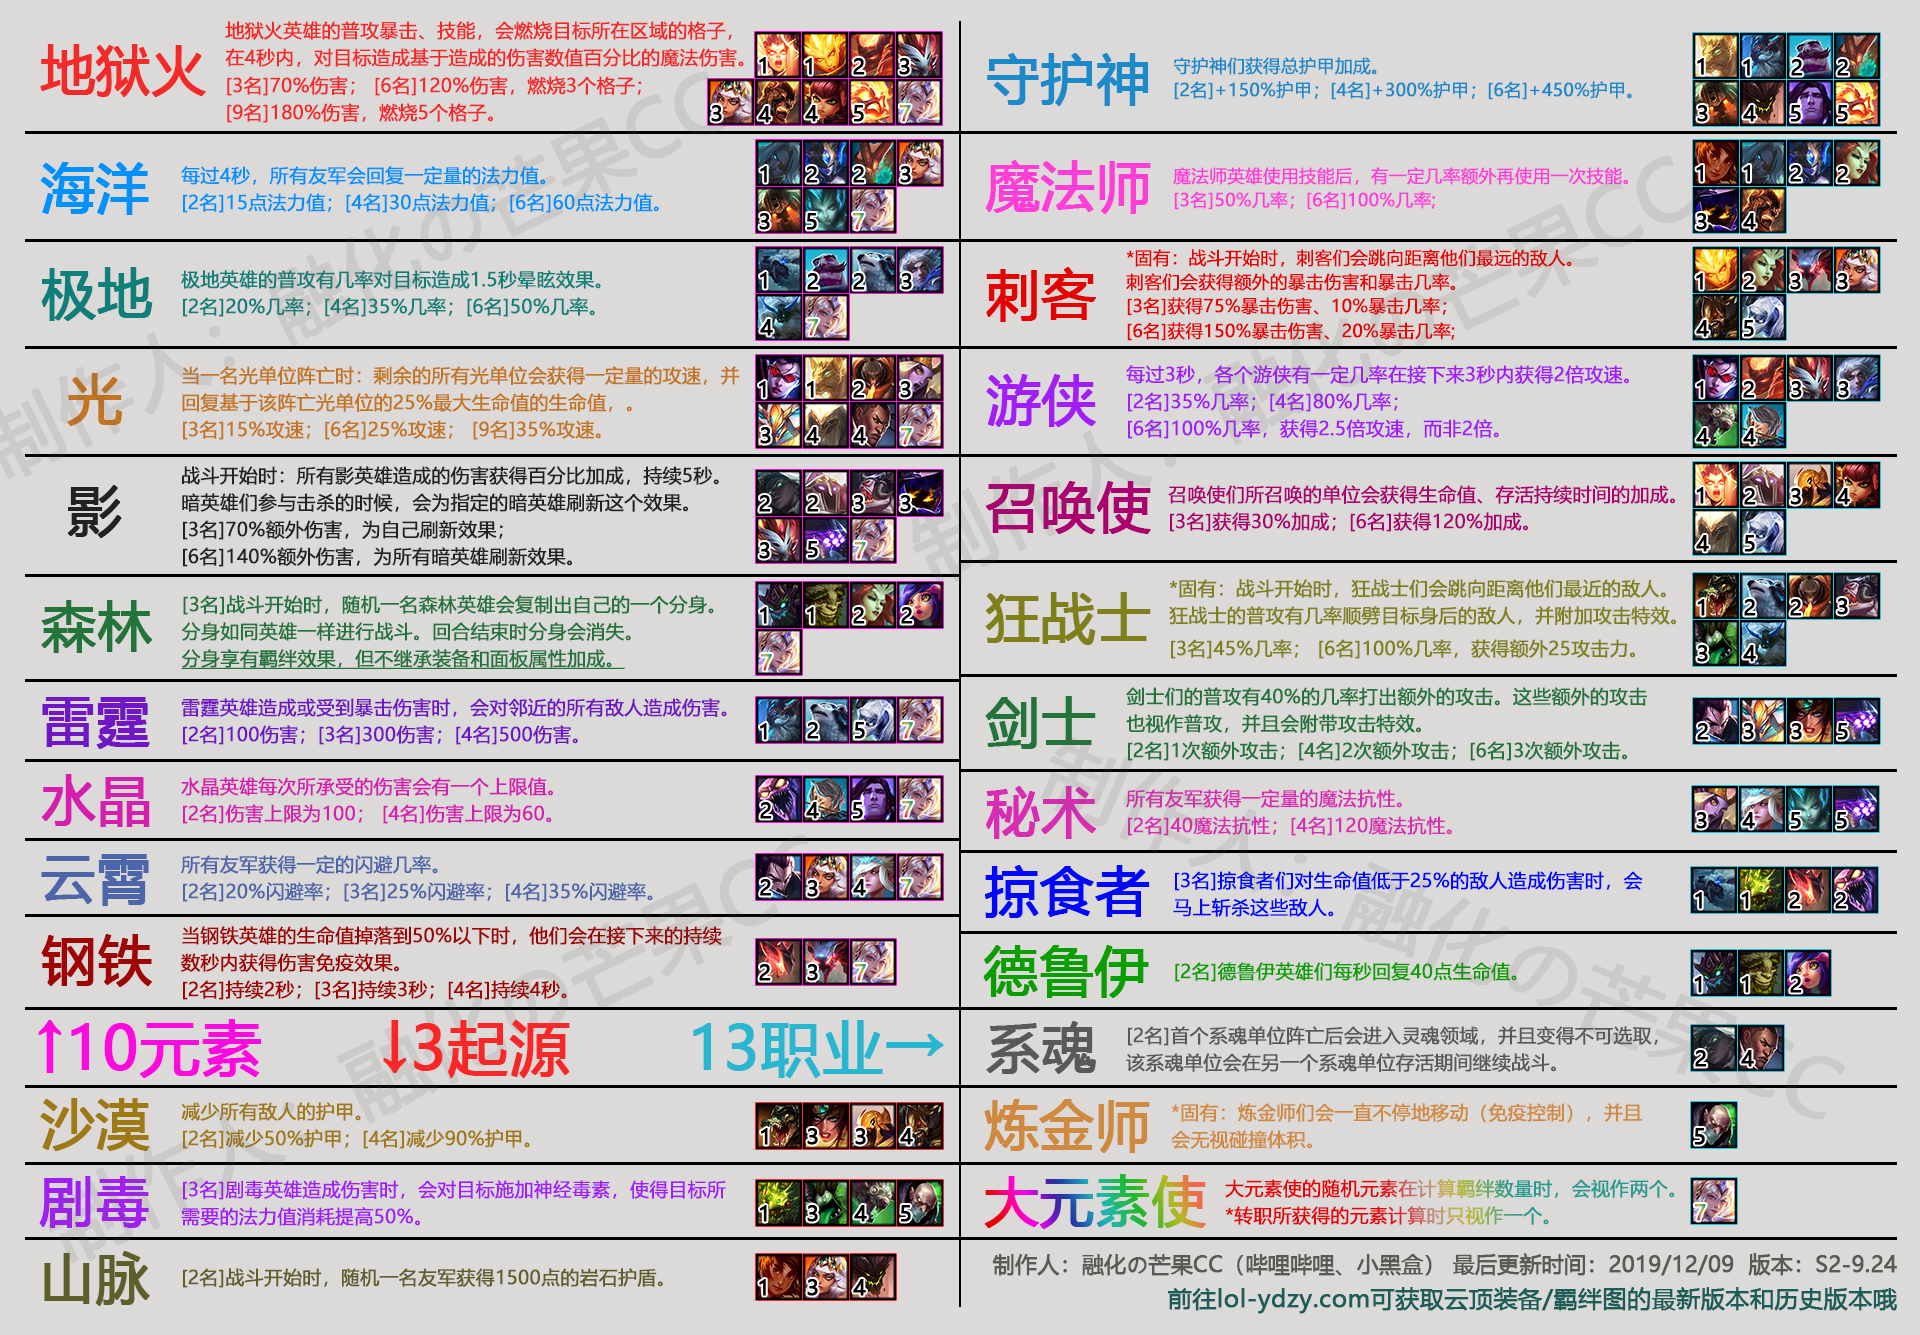 地狱火
地狱火英雄的普攻暴击、技能，会燃烧目标所在区域的格子，
在4秒内，对目标造成基于造成的伤害数值百分比的魔法伤害。
[3名]70%伤害； [6名]120%伤害，燃烧3个格子；
[9名]180%伤害，燃烧5个格子。
1 1 2 3
3 4 4 5 7
海洋
每过4秒，所有友军会回复一定量的法力值。
[2名]15点法力值；[4名]30点法力值；[6名]60点法力值。
1 2 2 3
3 5 7
极地
极地英雄的普攻有几率对目标造成1.5秒晕眩效果。
[2名]20%几率；[4名]35%几率；[6名]50%几率。
1 2 2 3
4 7
光
当一名光单位阵亡时：剩余的所有光单位会获得一定量的攻速，并
回复基于该阵亡光单位的25%最大生命值的生命值，。
[3名]15%攻速；[6名]25%攻速； [9名]35%攻速。
1 1 2 3
3 4 4 7
影
战斗开始时：所有影英雄造成的伤害获得百分比加成，持续5秒。
暗英雄们参与击杀的时候，会为指定的暗英雄刷新这个效果。
[3名]70%额外伤害，为自己刷新效果；
[6名]140%额外伤害，为所有暗英雄刷新效果。
2 2 3 3
3 5 7
森林
[3名]战斗开始时，随机一名森林英雄会复制出自己的一个分身。
分身如同英雄一样进行战斗。回合结束时分身会消失。
分身享有羁绊效果，但不继承装备和面板属性加成。
1 1 2 2
7
雷霆
雷霆英雄造成或受到暴击伤害时，会对邻近的所有敌人造成伤害。
[2名]100伤害；[3名]300伤害；[4名]500伤害。
1 2 5 7
水晶
水晶英雄每次所承受的伤害会有一个上限值。
[2名]伤害上限为100； [4名]伤害上限为60。
2 4 5 7
云霄
所有友军获得一定的闪避几率。
[2名]20%闪避率；[3名]25%闪避率；[4名]35%闪避率。
2 3 4 7
钢铁
当钢铁英雄的生命值掉落到50%以下时，他们会在接下来的持续
数秒内获得伤害免疫效果。
[2名]持续2秒；[3名]持续3秒；[4名]持续4秒。
2 3 7
↑10元素 ↓3起源 13职业→
沙漠
减少所有敌人的护甲。
[2名]减少50%护甲；[4名]减少90%护甲。
1 3 3 4
剧毒
[3名]剧毒英雄造成伤害时，会对目标施加神经毒素，使得目标所
需要的法力值消耗提高50%。
1 3 4 5
山脉
[2名]战斗开始时，随机一名友军获得1500点的岩石护盾。
1 3 4
守护神
守护神们获得总护甲加成。
[2名]+150%护甲；[4名]+300%护甲；[6名]+450%护甲。
1 1 2 2
3 4 5 5
魔法师
魔法师英雄使用技能后，有一定几率额外再使用一次技能。
[3名]50%几率；[6名]100%几率;
1 1 2 2
3 4
刺客
*固有：战斗开始时，刺客们会跳向距离他们最远的敌人。
刺客们会获得额外的暴击伤害和暴击几率。
[3名]获得75%暴击伤害、10%暴击几率；
[6名]获得150%暴击伤害、20%暴击几率;
1 2 3 3
4 5
游侠
每过3秒，各个游侠有一定几率在接下来3秒内获得2倍攻速。
[2名]35%几率；[4名]80%几率；
[6名]100%几率，获得2.5倍攻速，而非2倍。
1 2 3 3
4 4
召唤使
召唤使们所召唤的单位会获得生命值、存活持续时间的加成。
[3名]获得30%加成；[6名]获得120%加成。
1 2 3 4
4 5
狂战士
*固有：战斗开始时，狂战士们会跳向距离他们最近的敌人。
狂战士的普攻有几率顺劈目标身后的敌人，并附加攻击特效。
[3名]45%几率； [6名]100%几率，获得额外25攻击力。
1 2 2 3
3 4
剑士
剑士们的普攻有40%的几率打出额外的攻击。这些额外的攻击
也视作普攻，并且会附带攻击特效。
[2名]1次额外攻击；[4名]2次额外攻击；[6名]3次额外攻击。
2 3 3 5
秘术
所有友军获得一定量的魔法抗性。
[2名]40魔法抗性；[4名]120魔法抗性。
3 4 5 5
掠食者
[3名]掠食者们对生命值低于25%的敌人造成伤害时，会
马上斩杀这些敌人。
1 1 2 2
德鲁伊
[2名]德鲁伊英雄们每秒回复40点生命值。
1 1 2
系魂
[2名]首个系魂单位阵亡后会进入灵魂领域，并且变得不可选取，
该系魂单位会在另一个系魂单位存活期间继续战斗。
2 4
炼金师
*固有：炼金师们会一直不停地移动（免疫控制），并且
会无视碰撞体积。
5
大元素使
大元素使的随机元素在计算羁绊数量时，会视作两个。
*转职所获得的元素计算时只视作一个。
7
制作人：融化の芒果CC（哔哩哔哩、小黑盒） 最后更新时间：2019/12/09 版本：S2-9.24
前往lol-ydzy.com可获取云顶装备/羁绊图的最新版本和历史版本哦
制作人：融化の芒果CC
制作人：融化の芒果CC
制作人：融化の芒果CC
制作人：融化の芒果CC